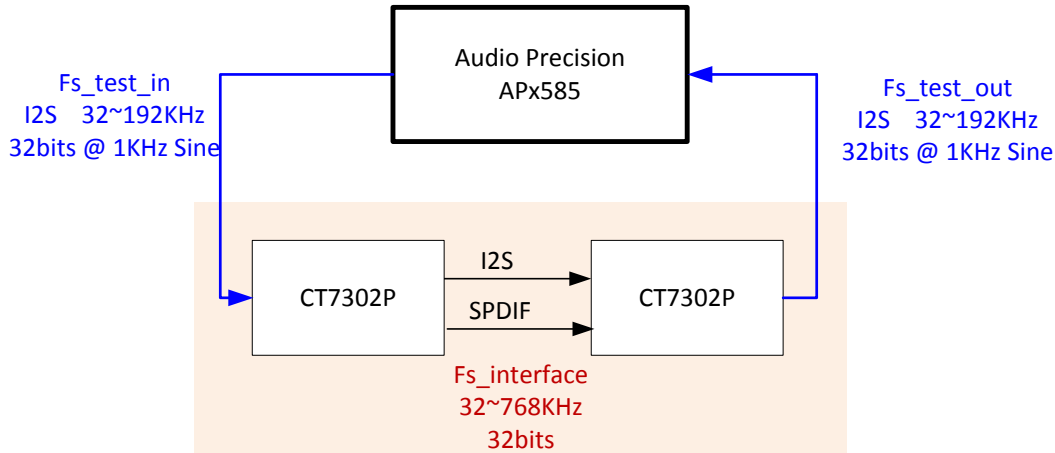 Audio Precision
APx585
Fs_test_in
I2S 32~192KHz
32bits @ 1KHz Sine
Fs_test_out
I2S 32~192KHz
32bits @ 1KHz Sine
CT7302P
I2S
SPDIF
CT7302P
Fs_interface
32~768KHz
32bits